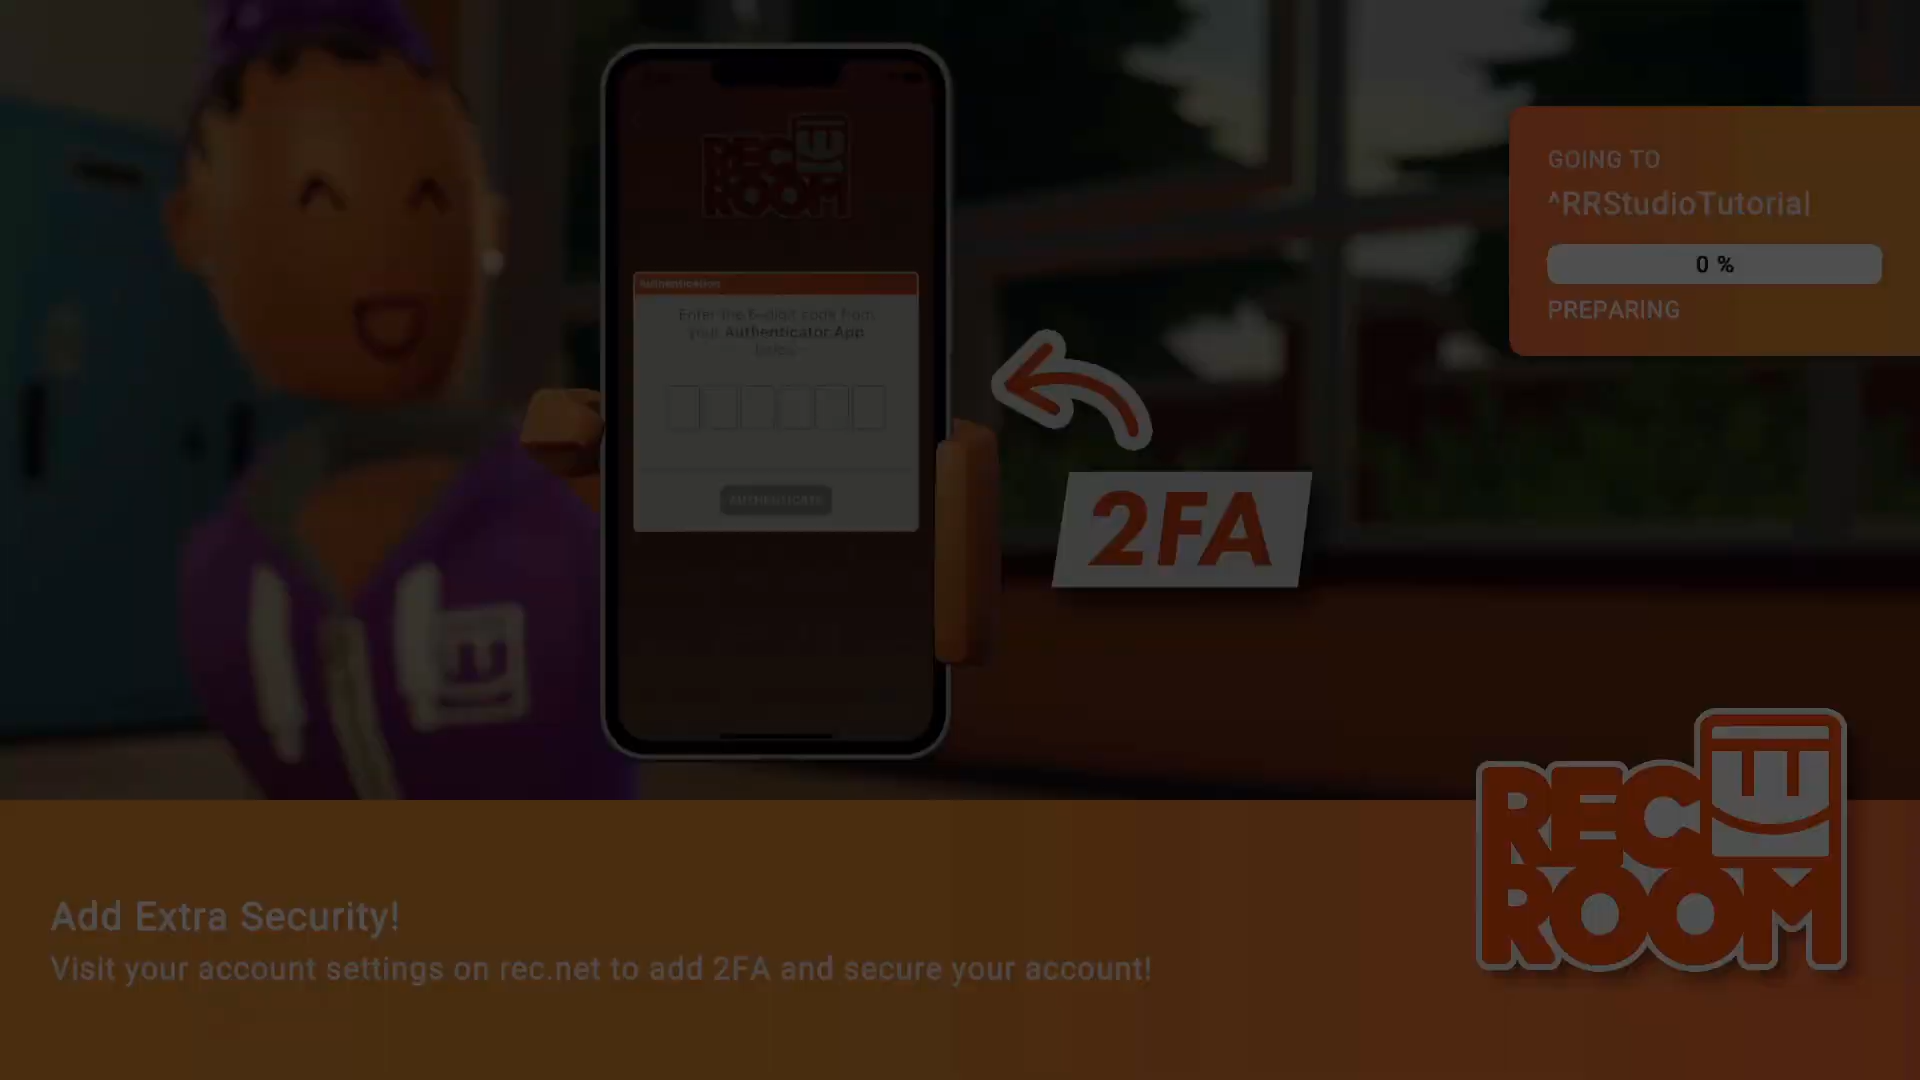 REC
ROOM
Authentication
Enter the 6-digit code from
your Authenticator App
below.
AUTHENTICATE
2FA
GOING TO
^RRStudioTutorial
0 %
PREPARING
REC
ROOM
Add Extra Security!
Visit your account settings on rec.net to add 2FA and secure your account!